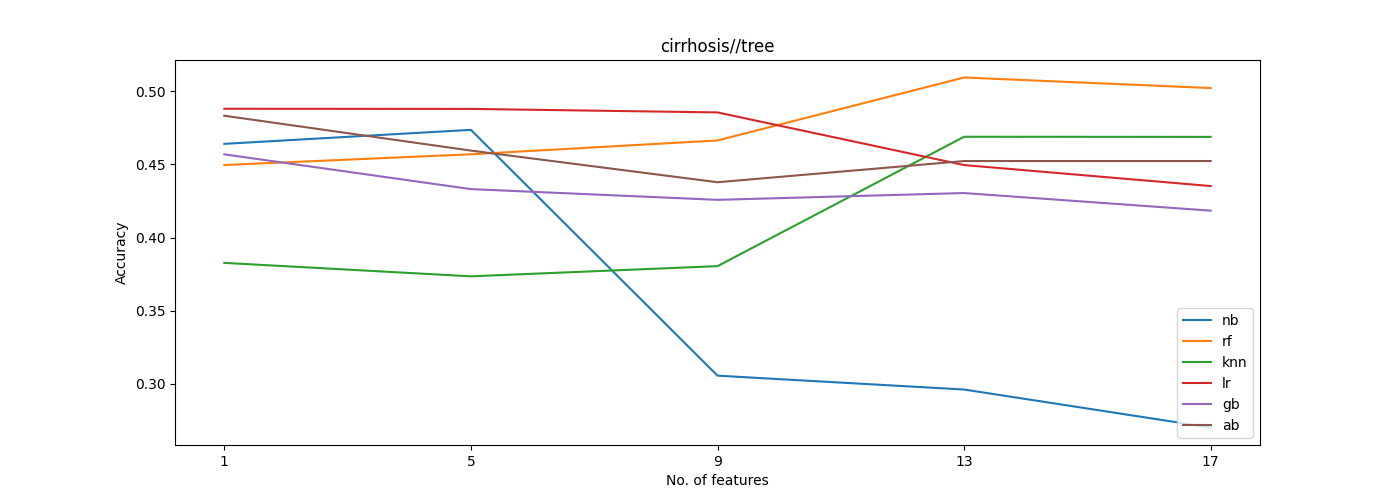 cirrhosis//tree
Accuracy
0.50
0.45
0.40
0.35
0.30
1 5 9 13 17
No. of features
nb
rf
knn
lr
gb
ab